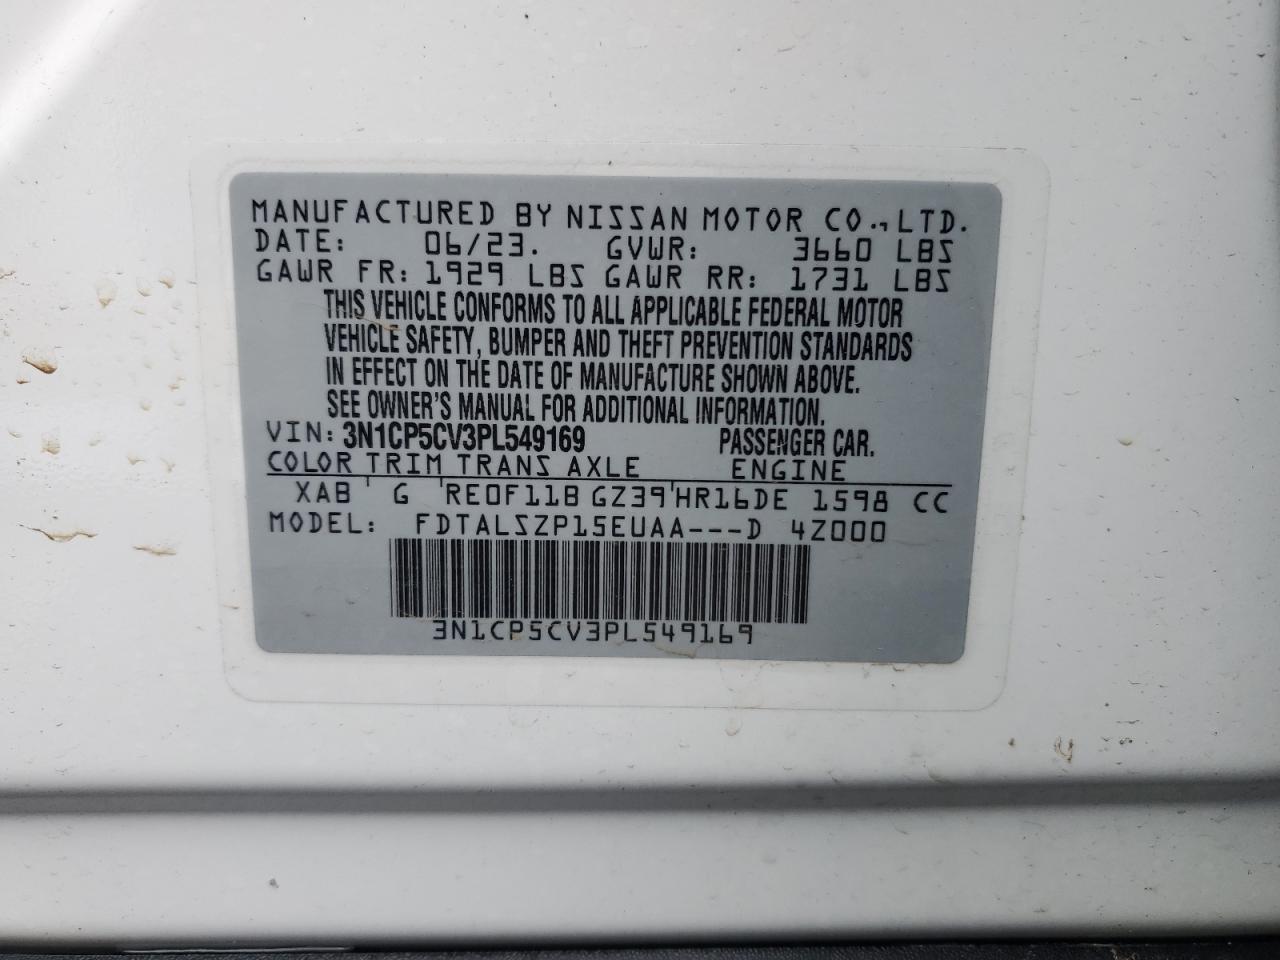 MANUFACTURED BY NISSAN MOTOR CO.,LTD.
DATE: 06/23. GVWR: 3660 LBS
GAWR FR: 1929 LBS GAWR RR: 1731 LBS
THIS VEHICLE CONFORMS TO ALL APPLICABLE FEDERAL MOTOR
VEHICLE SAFETY, BUMPER AND THEFT PREVENTION STANDARDS
IN EFFECT ON THE DATE OF MANUFACTURE SHOWN ABOVE.
SEE OWNER'S MANUAL FOR ADDITIONAL INFORMATION.
VIN: 3N1CP5CV3PL549169 PASSENGER CAR.
COLOR TRIM TRANS AXLE ENGINE
XAB G RE0F11B GZ39 HR16DE 1598 CC
MODEL: FDTALSZP15EUAA---D 4Z000
3N1CP5CV3PL549169